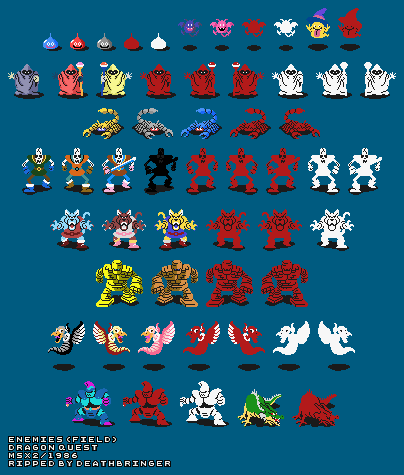 ENEMIES (FIELD)
DRAGON QUEST
MSX2/1986
RIPPED BY DEATHBRINGER